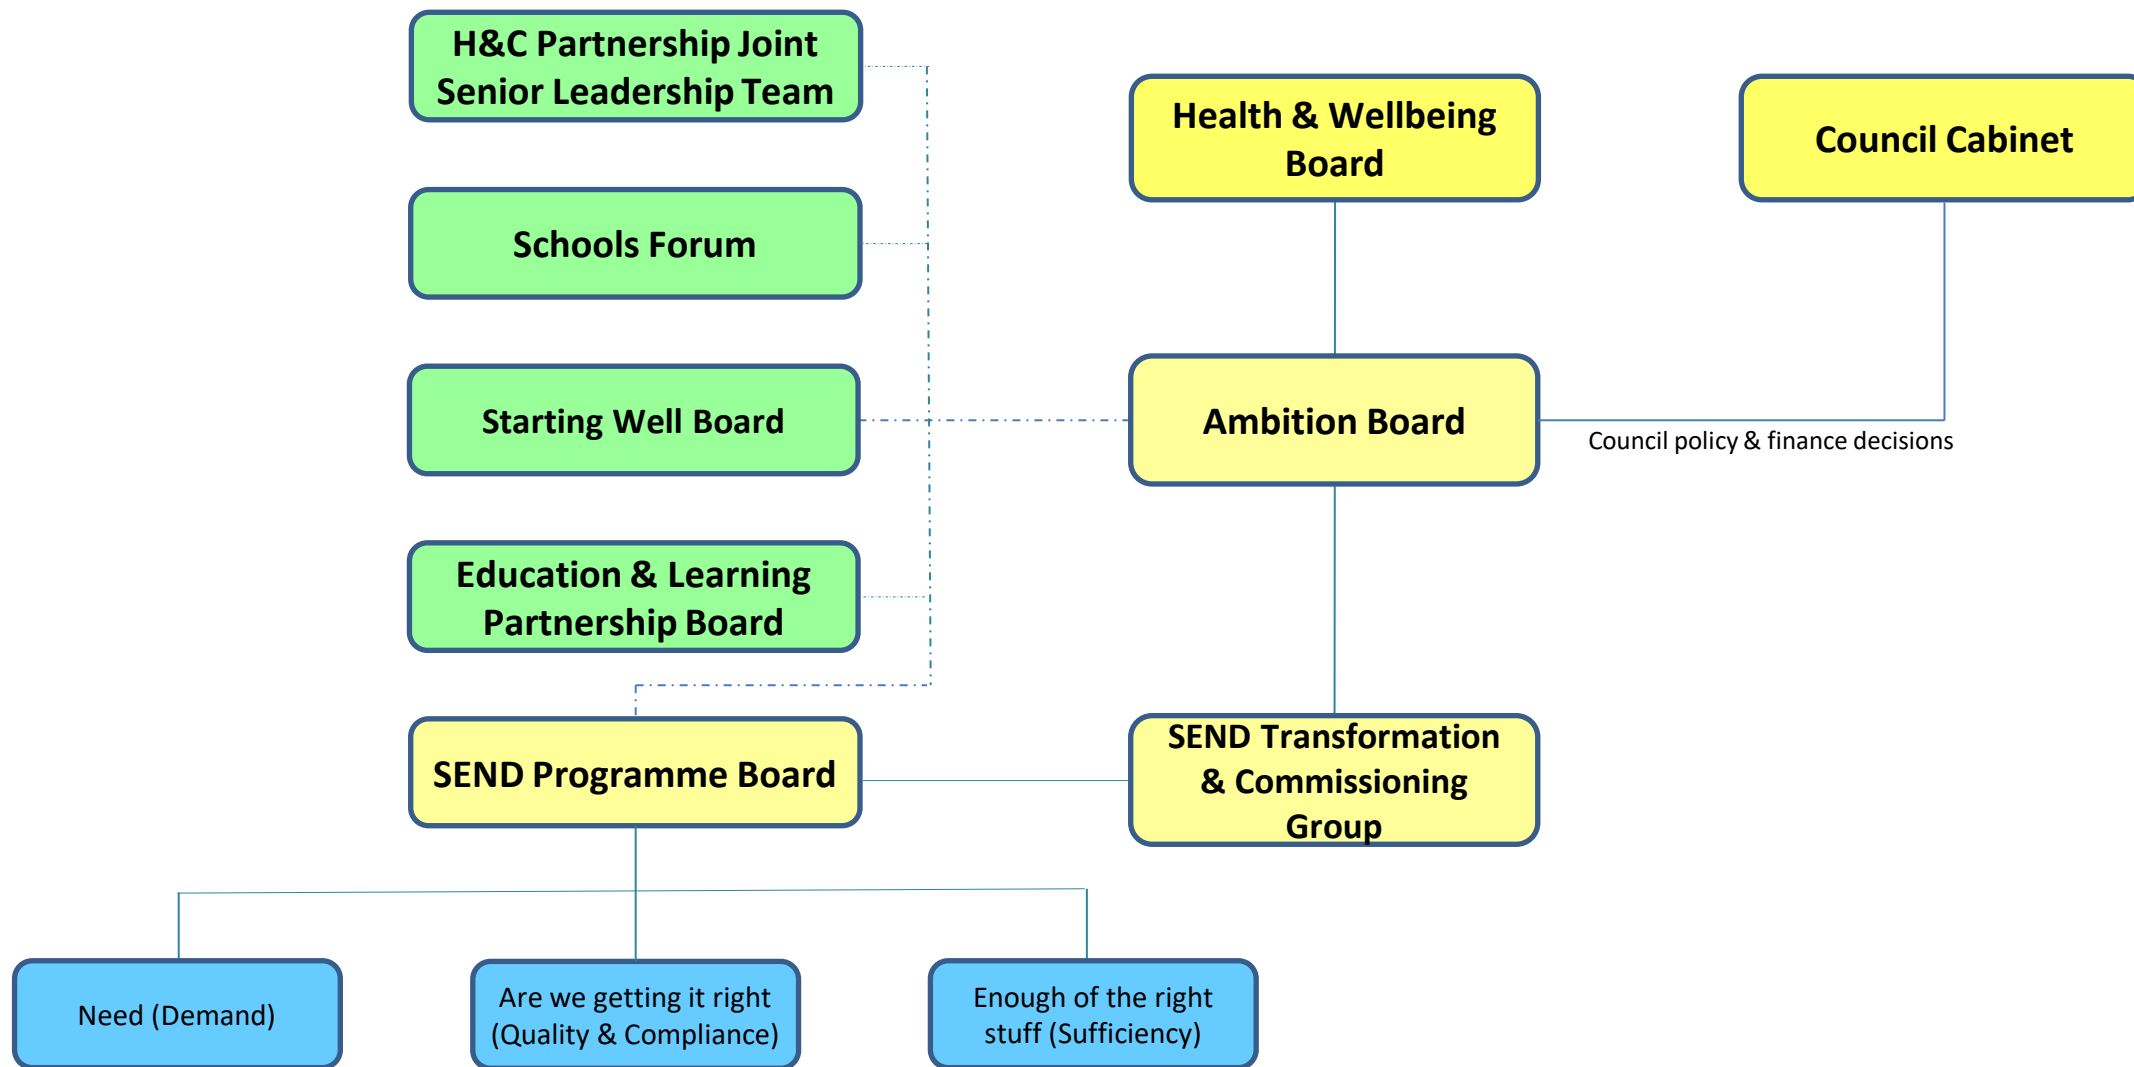 H&C Partnership Joint
Senior Leadership Team
Health & Wellbeing
Board
Council Cabinet
Schools Forum
Starting Well Board
Ambition Board
Council policy & finance decisions
Education & Learning
Partnership Board
SEND Programme Board
SEND Transformation
& Commissioning
Group
Need (Demand)
Are we getting it right
(Quality & Compliance)
Enough of the right
stuff (Sufficiency)